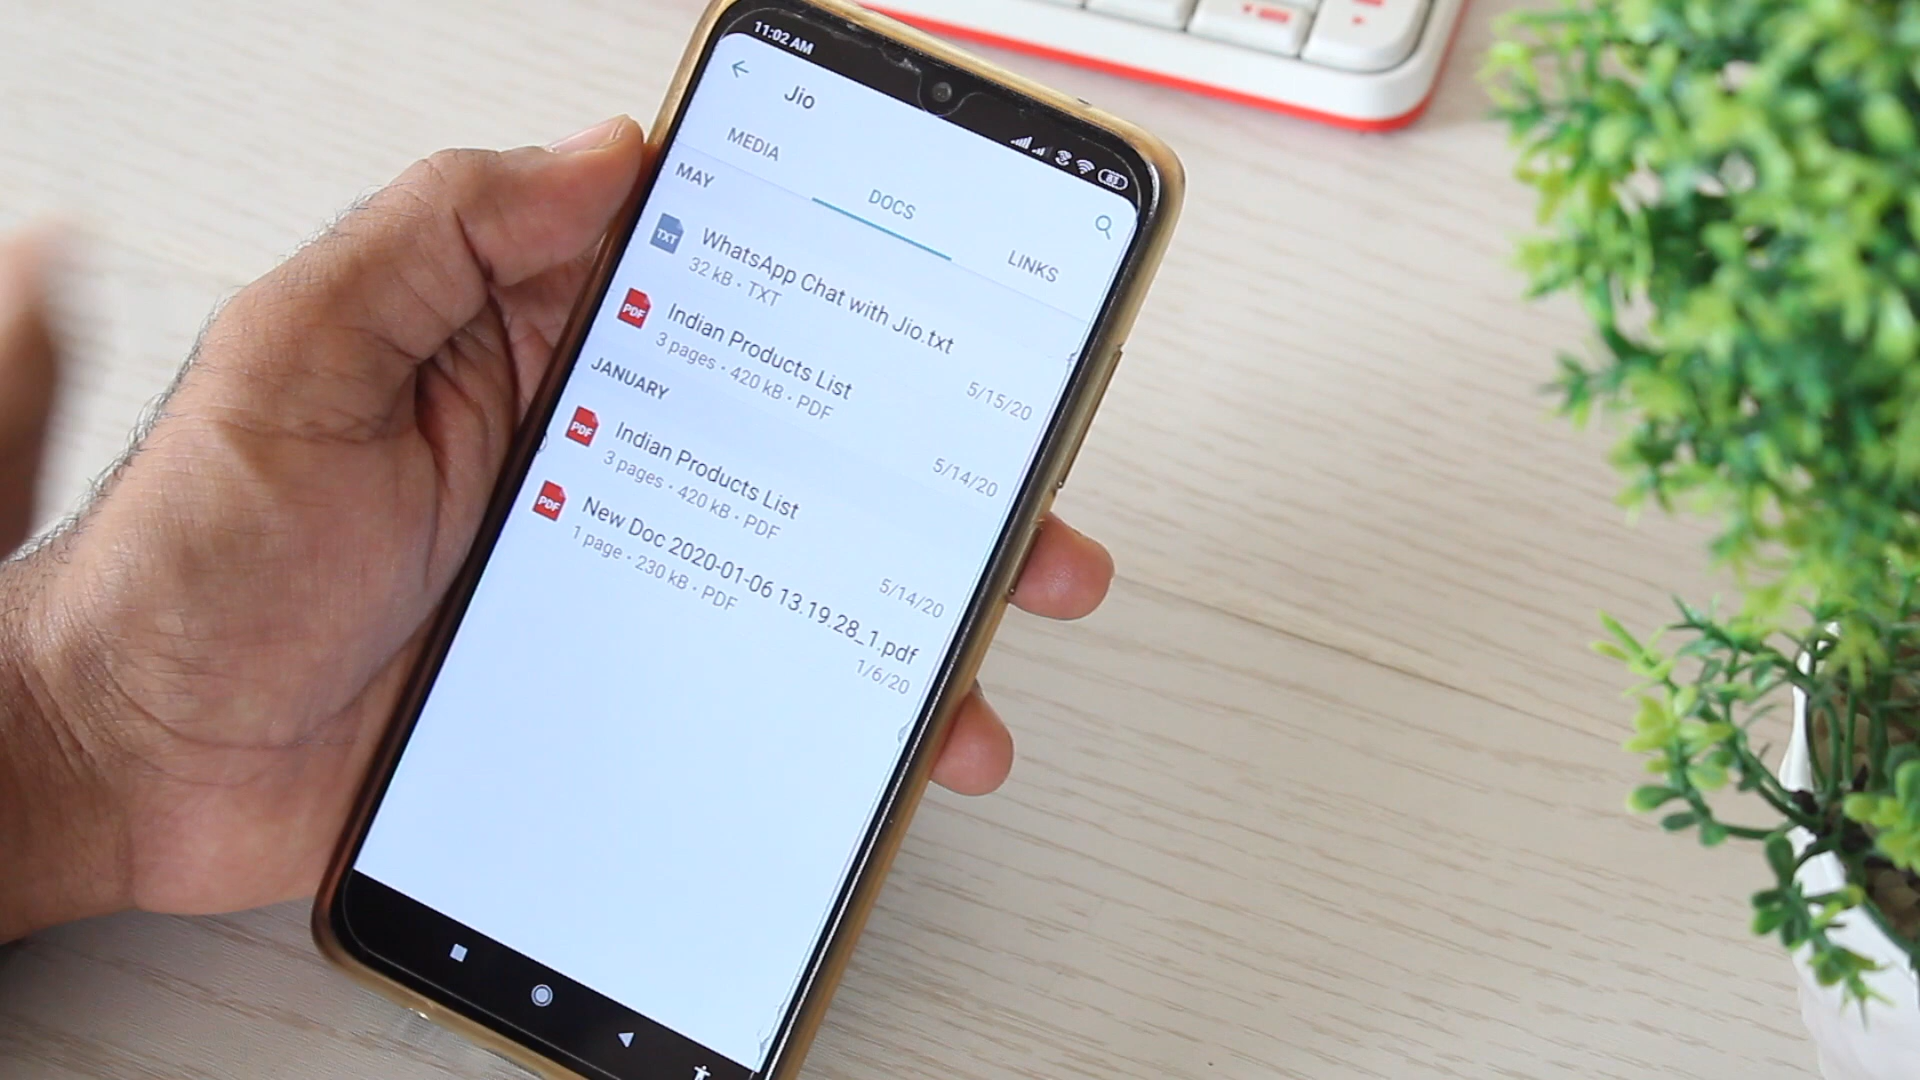 11:02 AM
83
Jio
MEDIA
DOCS
LINKS
MAY
TXT
WhatsApp Chat with Jio.txt
32 kB · TXT
5/15/20
PDF
Indian Products List
3 pages · 420 kB · PDF
5/14/20
JANUARY
PDF
Indian Products List
3 pages · 420 kB · PDF
5/14/20
PDF
New Doc 2020-01-06 13.19.28_1.pdf
1 page · 230 kB · PDF
1/6/20